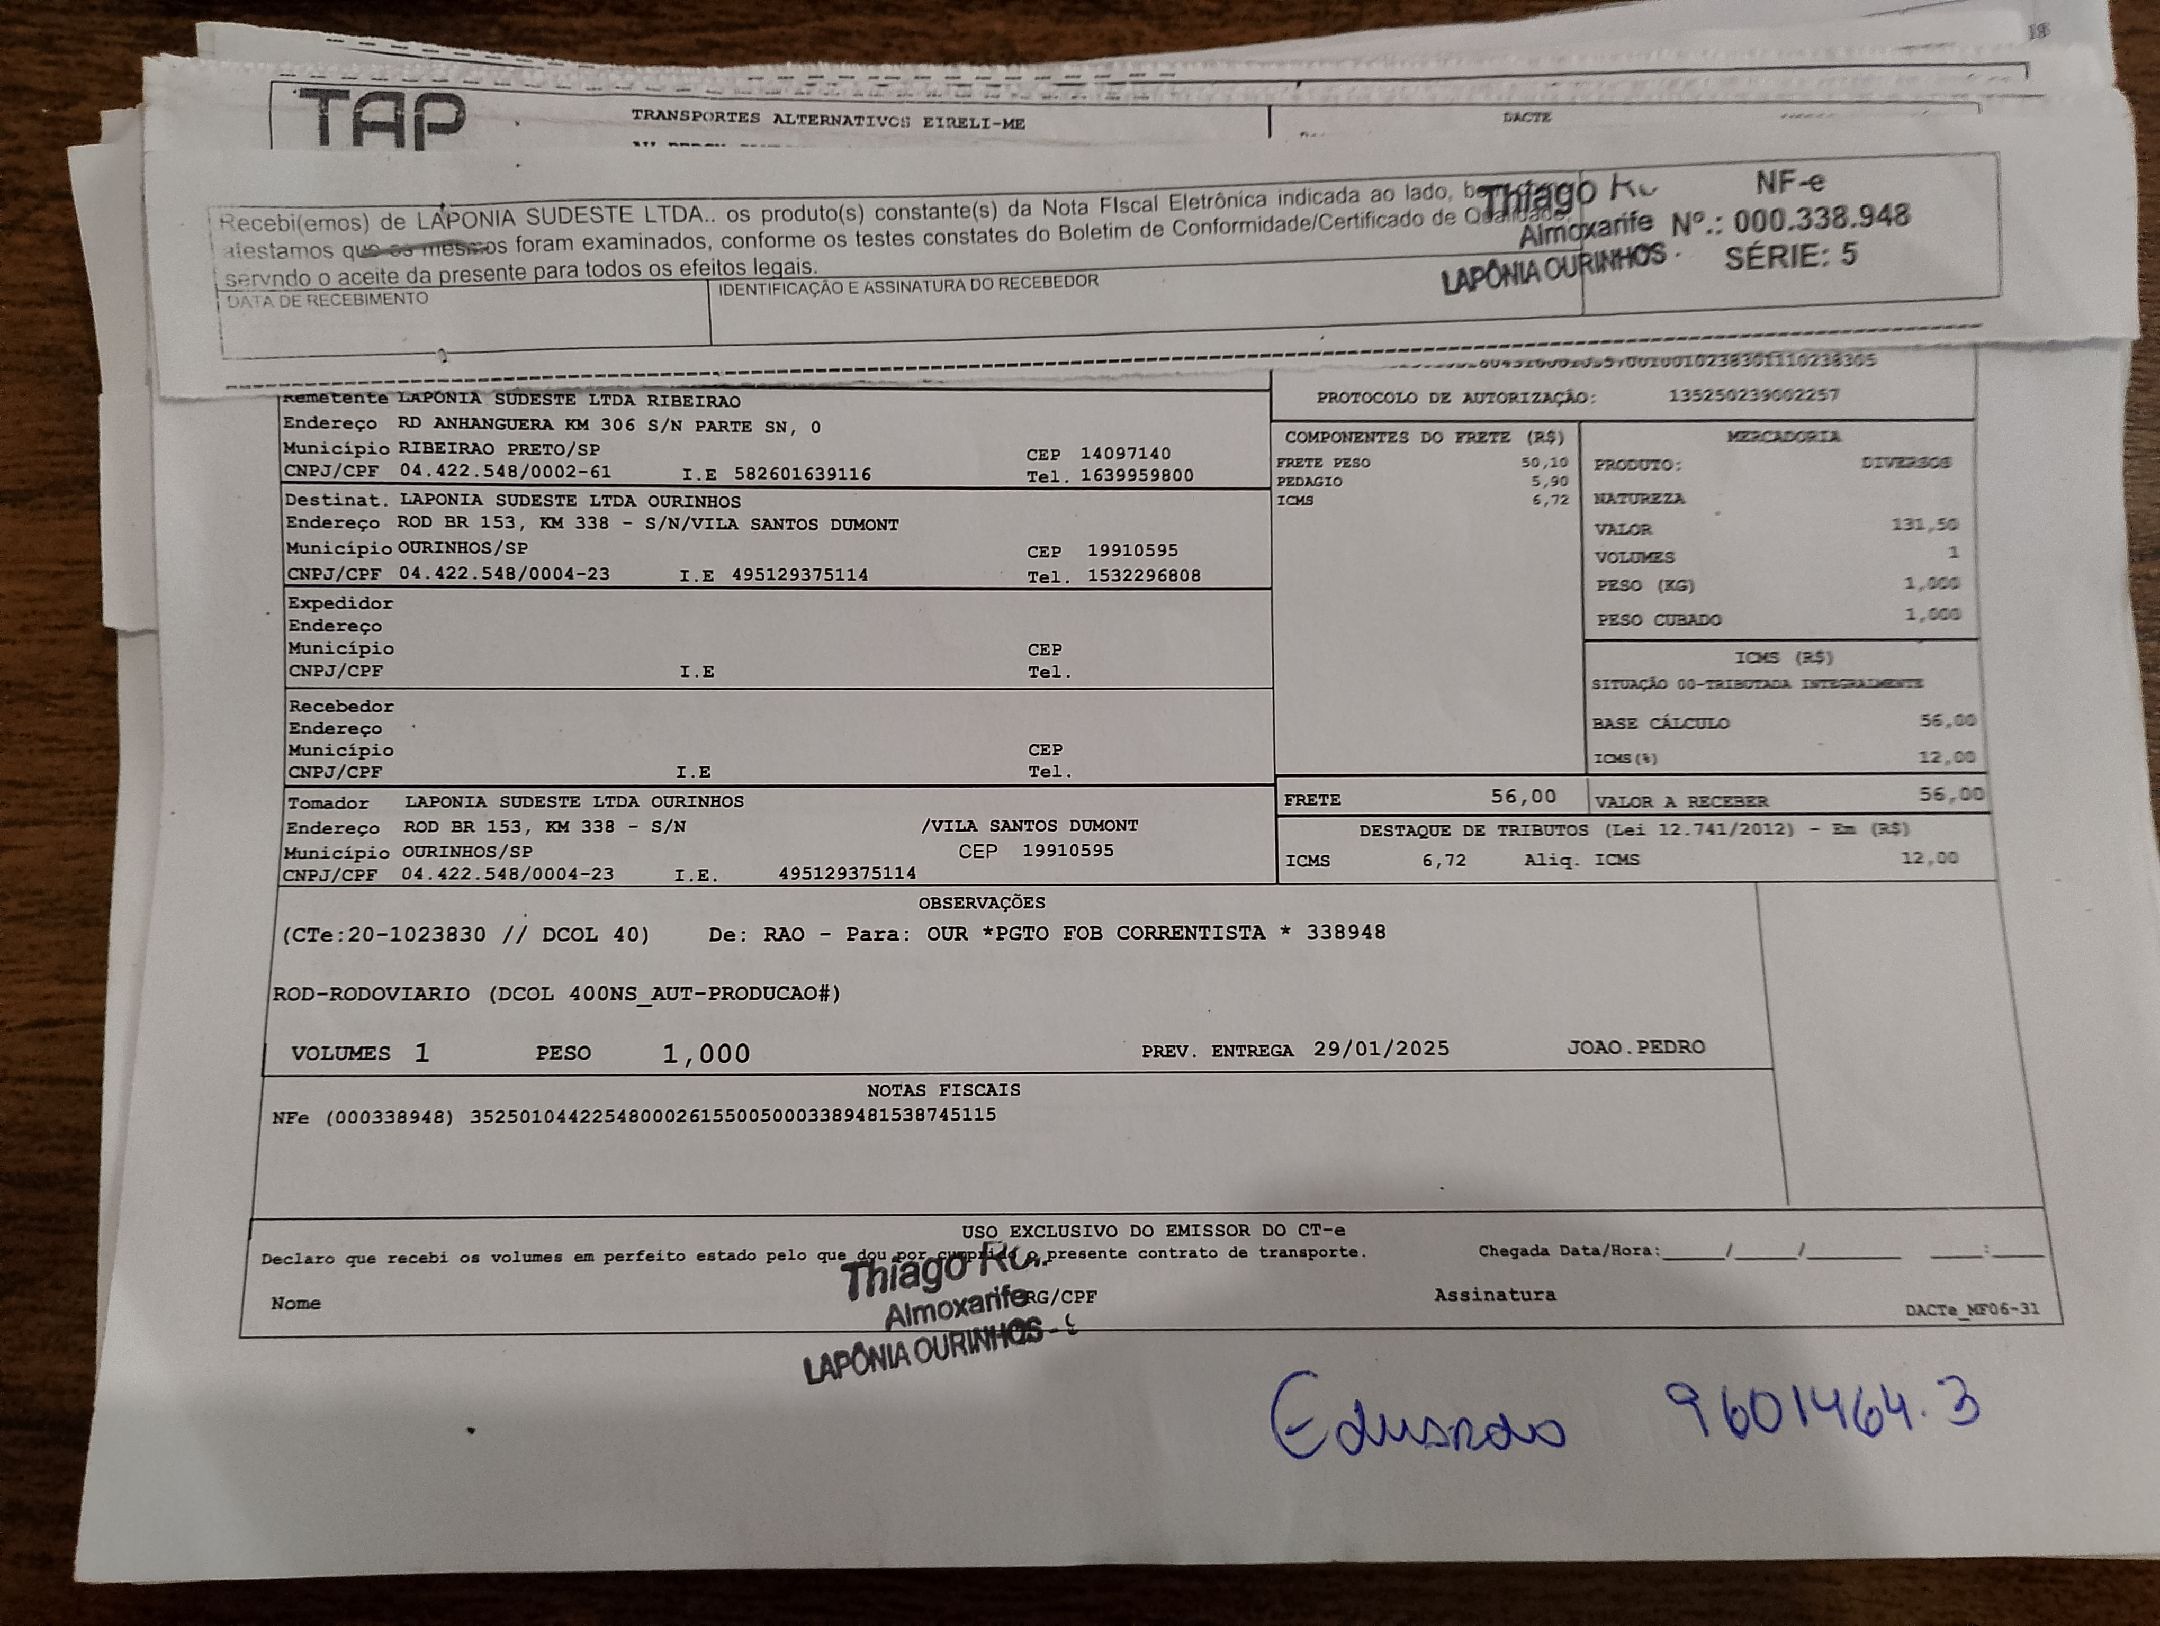 18
TAP
TRANSPORTES ALTERNATIVOS EIRELI-ME
DACTE
Recebi(emos) de LAPONIA SUDESTE LTDA.. os produto(s) constante(s) da Nota FIscal Eletrônica indicada ao lado,
atestamos que os mesmos foram examinados, conforme os testes constates do Boletim de Conformidade/Certificado de Qualidade,
servndo o aceite da presente para todos os efeitos legais.
DATA DE RECEBIMENTO
IDENTIFICAÇÃO E ASSINATURA DO RECEBEDOR
Thiago
Almoxarife
LAPÔNIA OURINHOS -
NF-e
Nº.: 000.338.948
SÉRIE: 5
Remetente LAPONIA SUDESTE LTDA RIBEIRAO
Endereço RD ANHANGUERA KM 306 S/N PARTE SN, 0
Município RIBEIRAO PRETO/SP CEP 14097140
CNPJ/CPF 04.422.548/0002-61 I.E 582601639116 Tel. 1639959800
Destinat. LAPONIA SUDESTE LTDA OURINHOS
Endereço ROD BR 153, KM 338 - S/N/VILA SANTOS DUMONT
Município OURINHOS/SP CEP 19910595
CNPJ/CPF 04.422.548/0004-23 I.E 495129375114 Tel. 1532296808
Expedidor
Endereço
Município CEP
CNPJ/CPF I.E Tel.
Recebedor
Endereço
Município CEP
CNPJ/CPF I.E Tel.
Tomador LAPONIA SUDESTE LTDA OURINHOS
Endereço ROD BR 153, KM 338 - S/N /VILA SANTOS DUMONT
Município OURINHOS/SP CEP 19910595
CNPJ/CPF 04.422.548/0004-23 I.E. 495129375114
PROTOCOLO DE AUTORIZAÇÃO: 135250239002257
COMPONENTES DO FRETE (R$)
FRETE PESO 50,10
PEDAGIO 5,90
ICMS 6,72
MERCADORIA
PRODUTO: DIVERSOS
NATUREZA
VALOR 131,50
VOLUMES 1
PESO (KG) 1,000
PESO CUBADO 1,000
ICMS (R$)
SITUAÇÃO 00-TRIBUTADA INTEGRALMENTE
BASE CÁLCULO 56,00
ICMS(%) 12,00
FRETE 56,00 VALOR A RECEBER 56,00
DESTAQUE DE TRIBUTOS (Lei 12.741/2012) - Em (R$)
ICMS 6,72 Aliq. ICMS 12,00
OBSERVAÇÕES
(CTe:20-1023830 // DCOL 40) De: RAO - Para: OUR *PGTO FOB CORRENTISTA * 338948
ROD-RODOVIARIO (DCOL 400NS_AUT-PRODUCAO#)
VOLUMES 1 PESO 1,000 PREV. ENTREGA 29/01/2025 JOAO.PEDRO
NOTAS FISCAIS
NFe (000338948) 35250104422548000261550050003389481538745115
USO EXCLUSIVO DO EMISSOR DO CT-e
Declaro que recebi os volumes em perfeito estado pelo que dou por cumprido o presente contrato de transporte. Chegada Data/Hora:____/____/______ ___:____
Nome RG/CPF Assinatura
DACTe_MF06-31
Thiago
Almoxarife
LAPÔNIA OURINHOS -
Eduardo 9601464.3